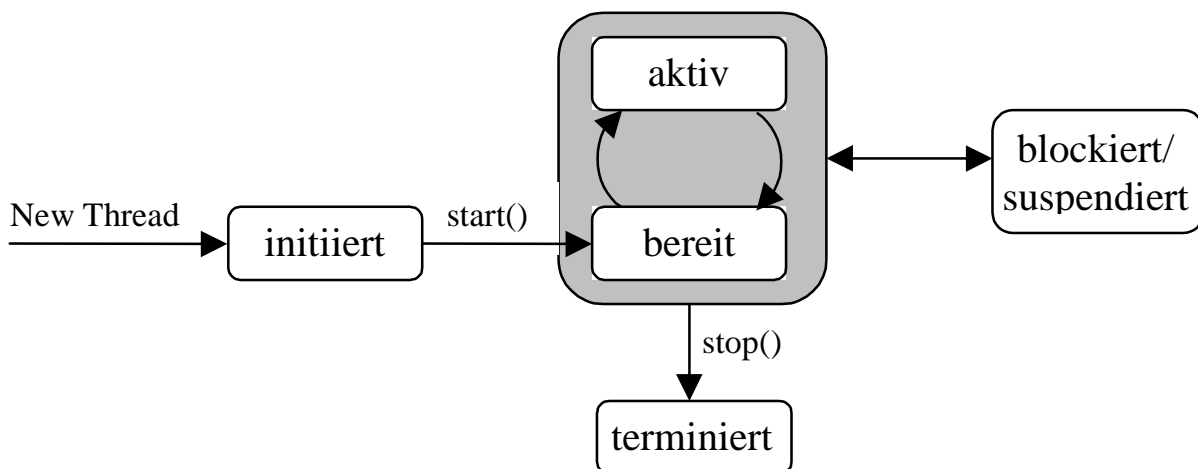 aktiv
blockiert/
suspendiert
New Thread
initiiert
start()
bereit
stop()
terminiert